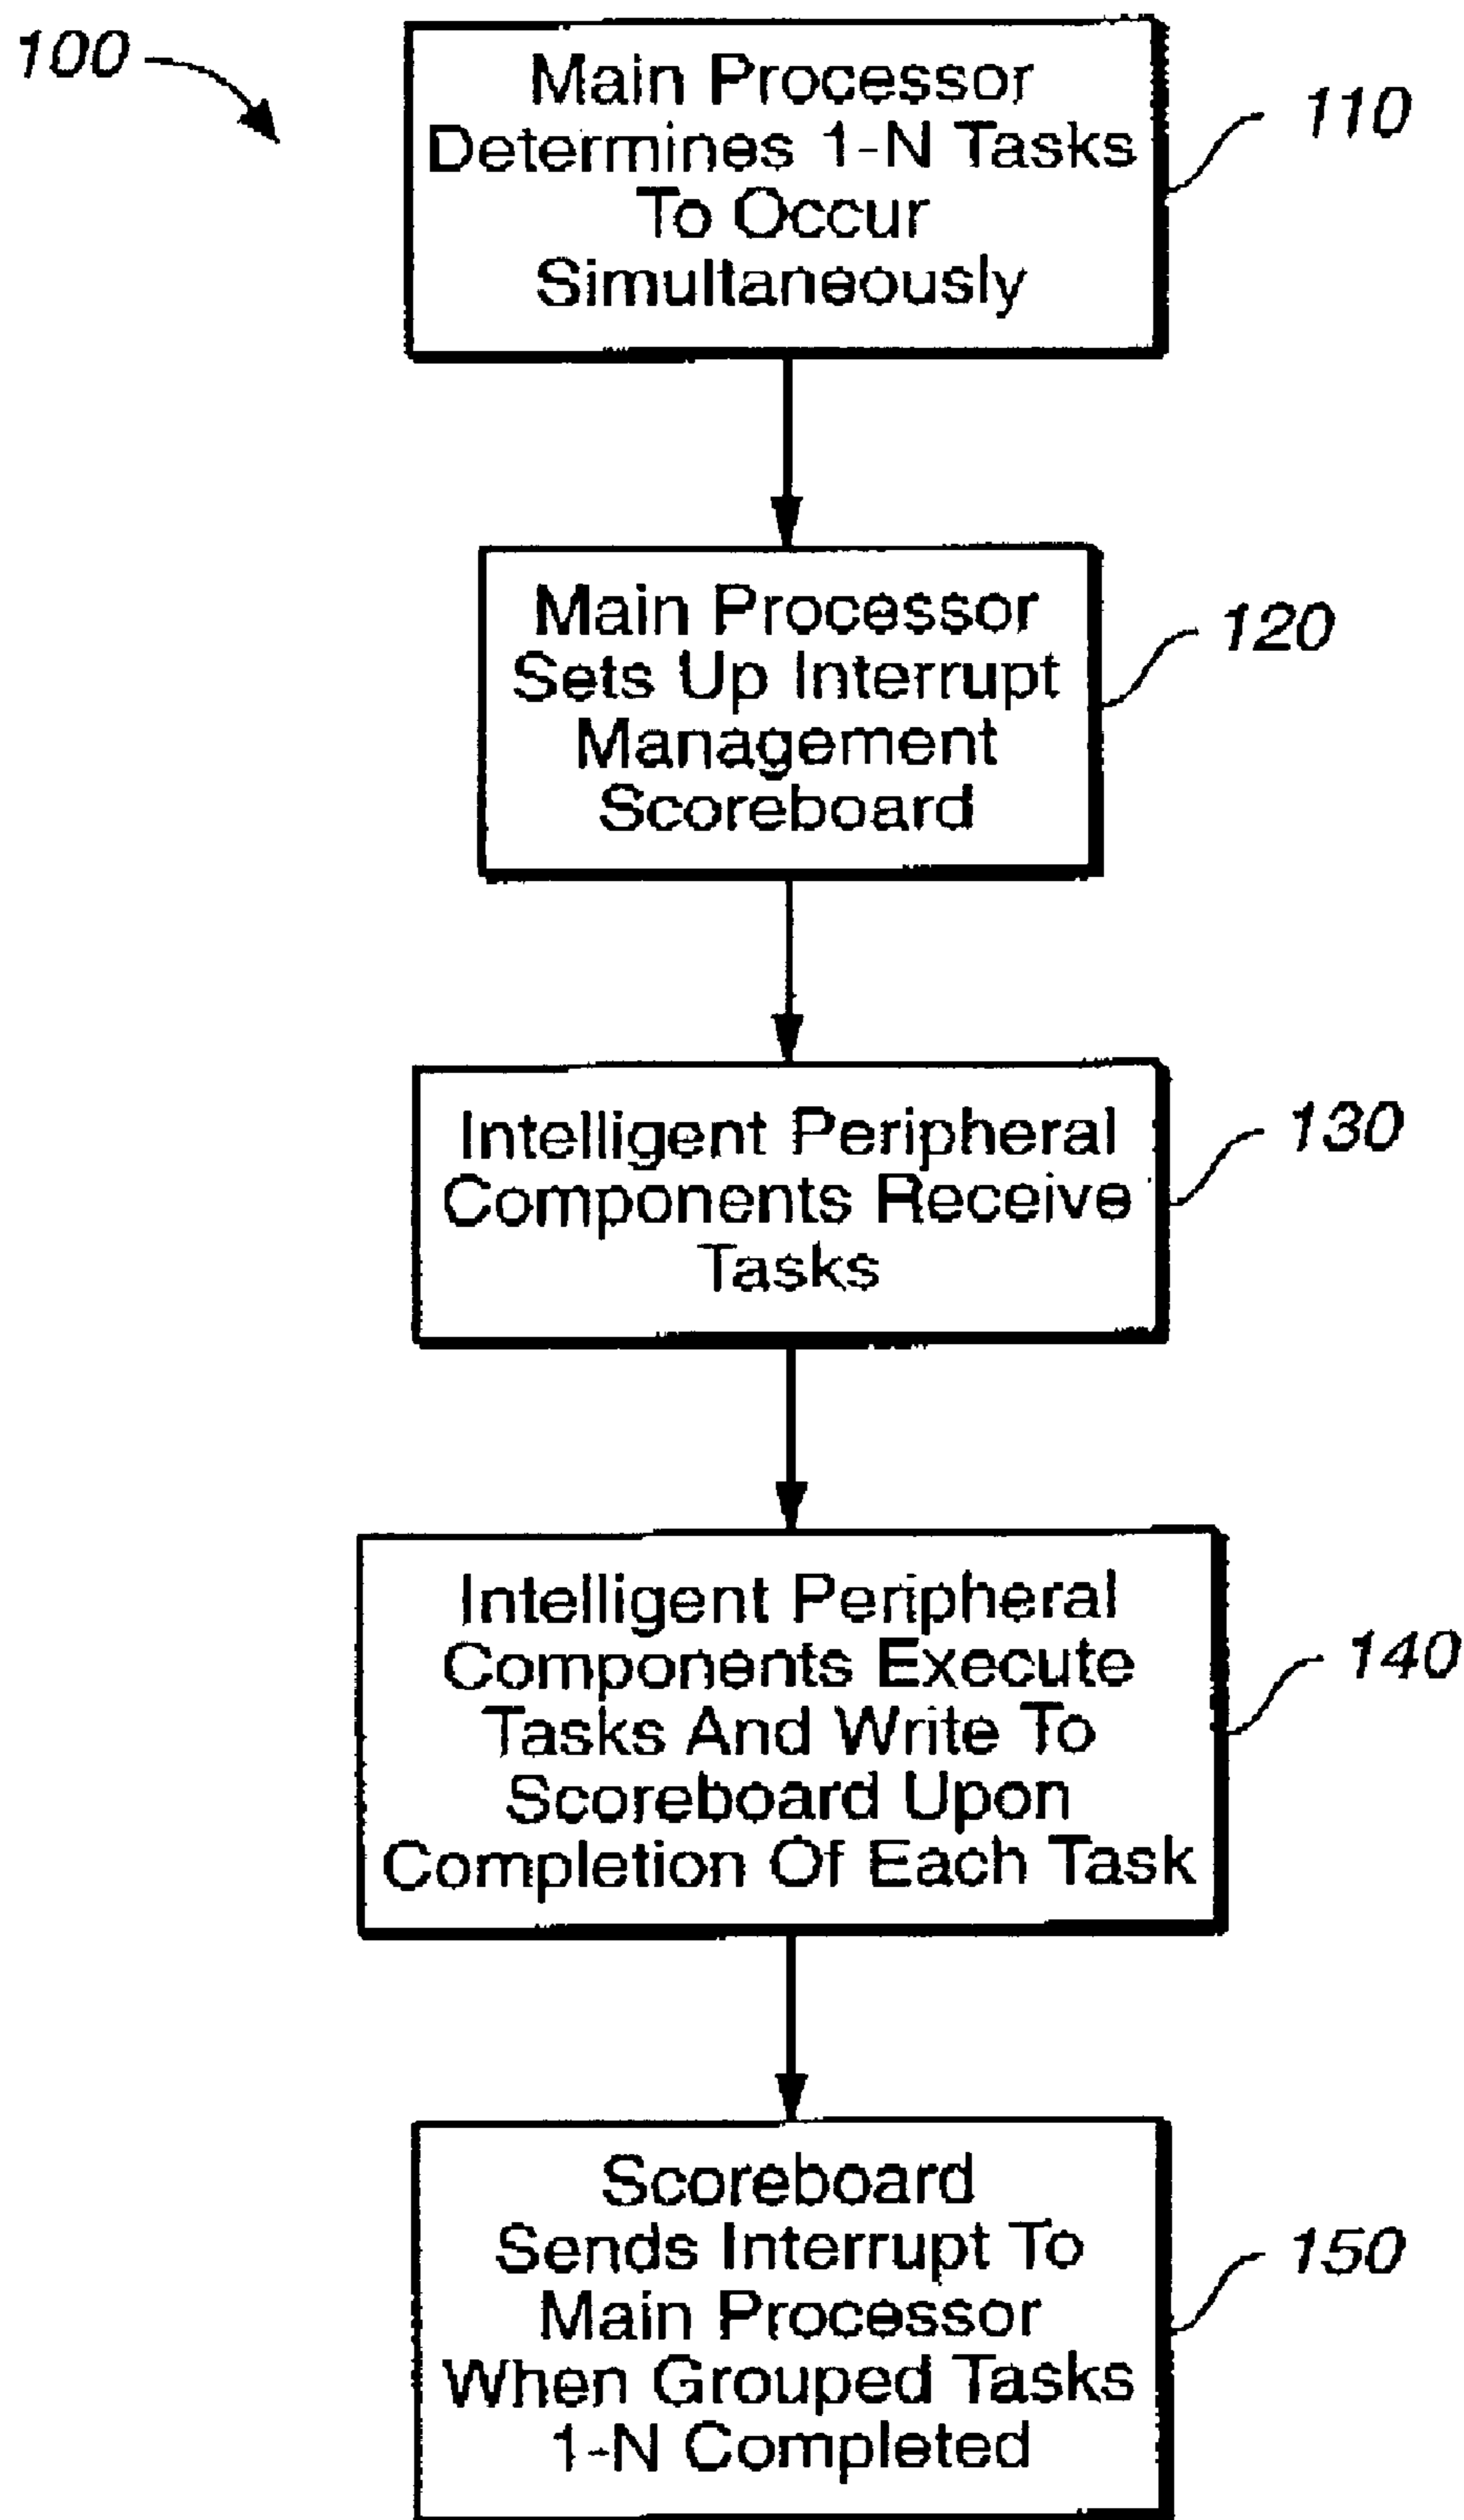 100
Main Processor
Determines 1-N Tasks
To Occur
Simultaneously
110
Main Processor
Sets Up Interrupt
Management
Scoreboard
120
Intelligent Peripheral
Components Receive
Tasks
130
Intelligent Peripheral
Components Execute
Tasks And Write To
Scoreboard Upon
Completion Of Each Task
140
Scoreboard
Sends Interrupt To
Main Processor
When Grouped Tasks
1-N Completed
150